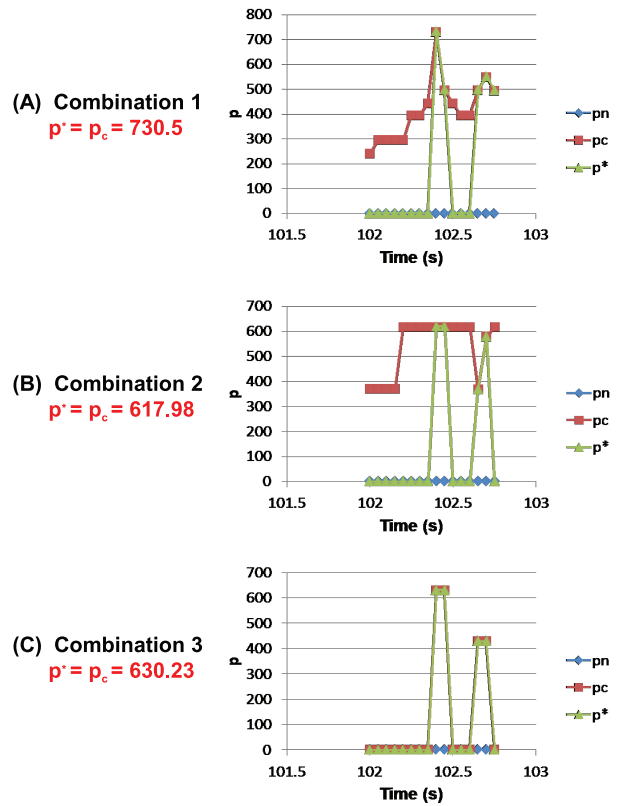 (A) Combination 1
p* = pc = 730.5
800
700
600
500
400
300
200
100
0
p
101.5 102 102.5 103
Time (s)
pn
pc
p*
(B) Combination 2
p* = pc = 617.98
700
600
500
400
300
200
100
0
p
101.5 102 102.5 103
Time (s)
pn
pc
p*
(C) Combination 3
p* = pc = 630.23
700
600
500
400
300
200
100
0
p
101.5 102 102.5 103
Time (s)
pn
pc
p*